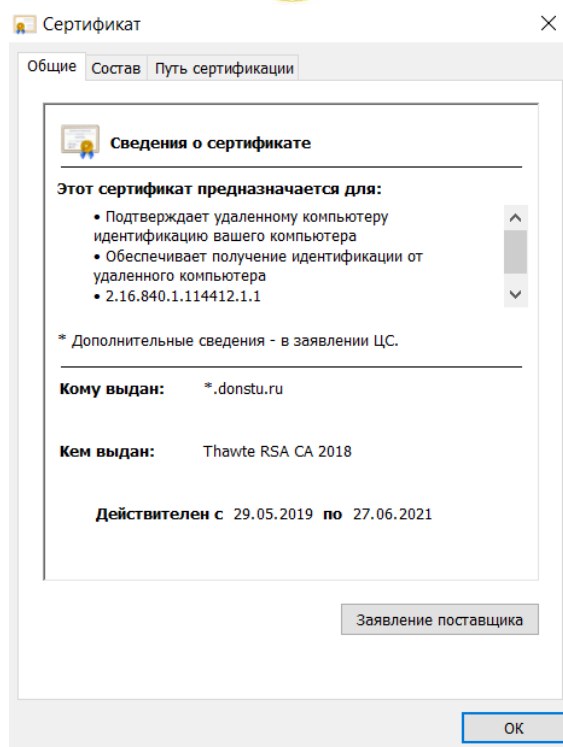 Сертификат
Общие Состав Путь сертификации
Сведения о сертификате
Этот сертификат предназначается для:
• Подтверждает удаленному компьютеру
идентификацию вашего компьютера
• Обеспечивает получение идентификации от
удаленного компьютера
• 2.16.840.1.114412.1.1
* Дополнительные сведения - в заявлении ЦС.
Кому выдан: *.donstu.ru
Кем выдан: Thawte RSA CA 2018
Действителен с 29.05.2019 по 27.06.2021
Заявление поставщика
ОК